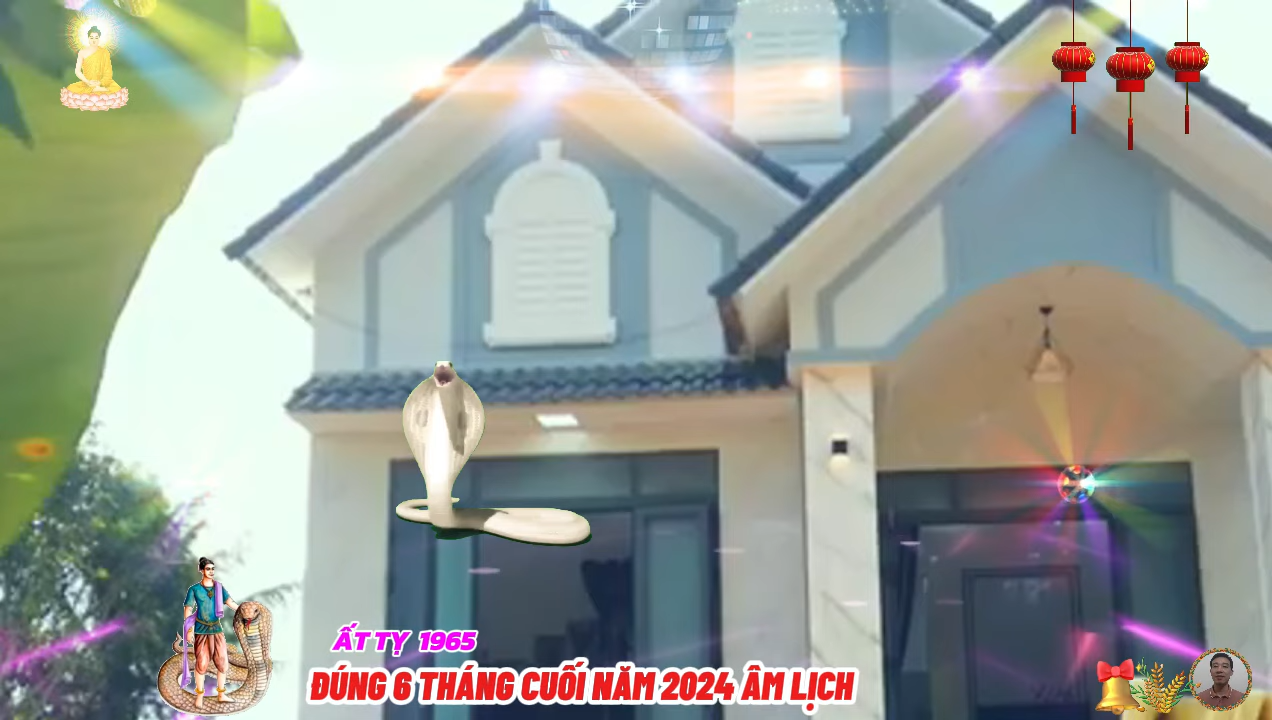 ẤT TỴ 1965
ĐÚNG 6 THÁNG CUỐI NĂM 2024 ÂM LỊCH